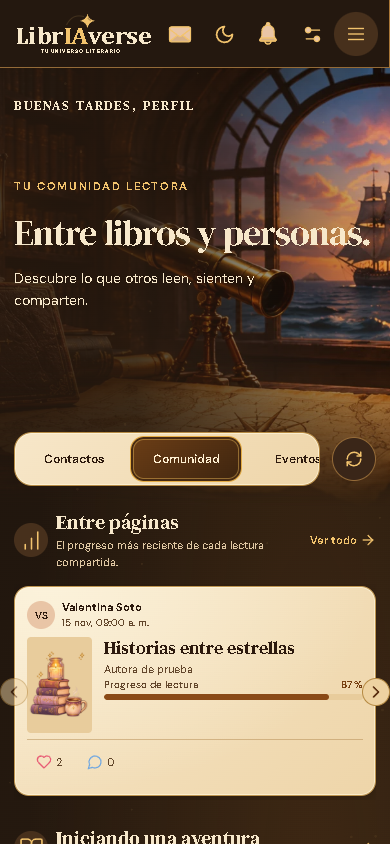 LibrIAverse
TU UNIVERSO LITERARIO
BUENAS TARDES, PERFIL
TU COMUNIDAD LECTORA
Entre libros y personas.
Descubre lo que otros leen, sienten y
comparten.
Contactos
Comunidad
Eventos
Entre páginas
El progreso más reciente de cada lectura
compartida.
Ver todo
VS
Valentina Soto
15 nov, 09:00 a. m.
Historias entre estrellas
Autora de prueba
Progreso de lectura
87%
2
0
Iniciando una aventura